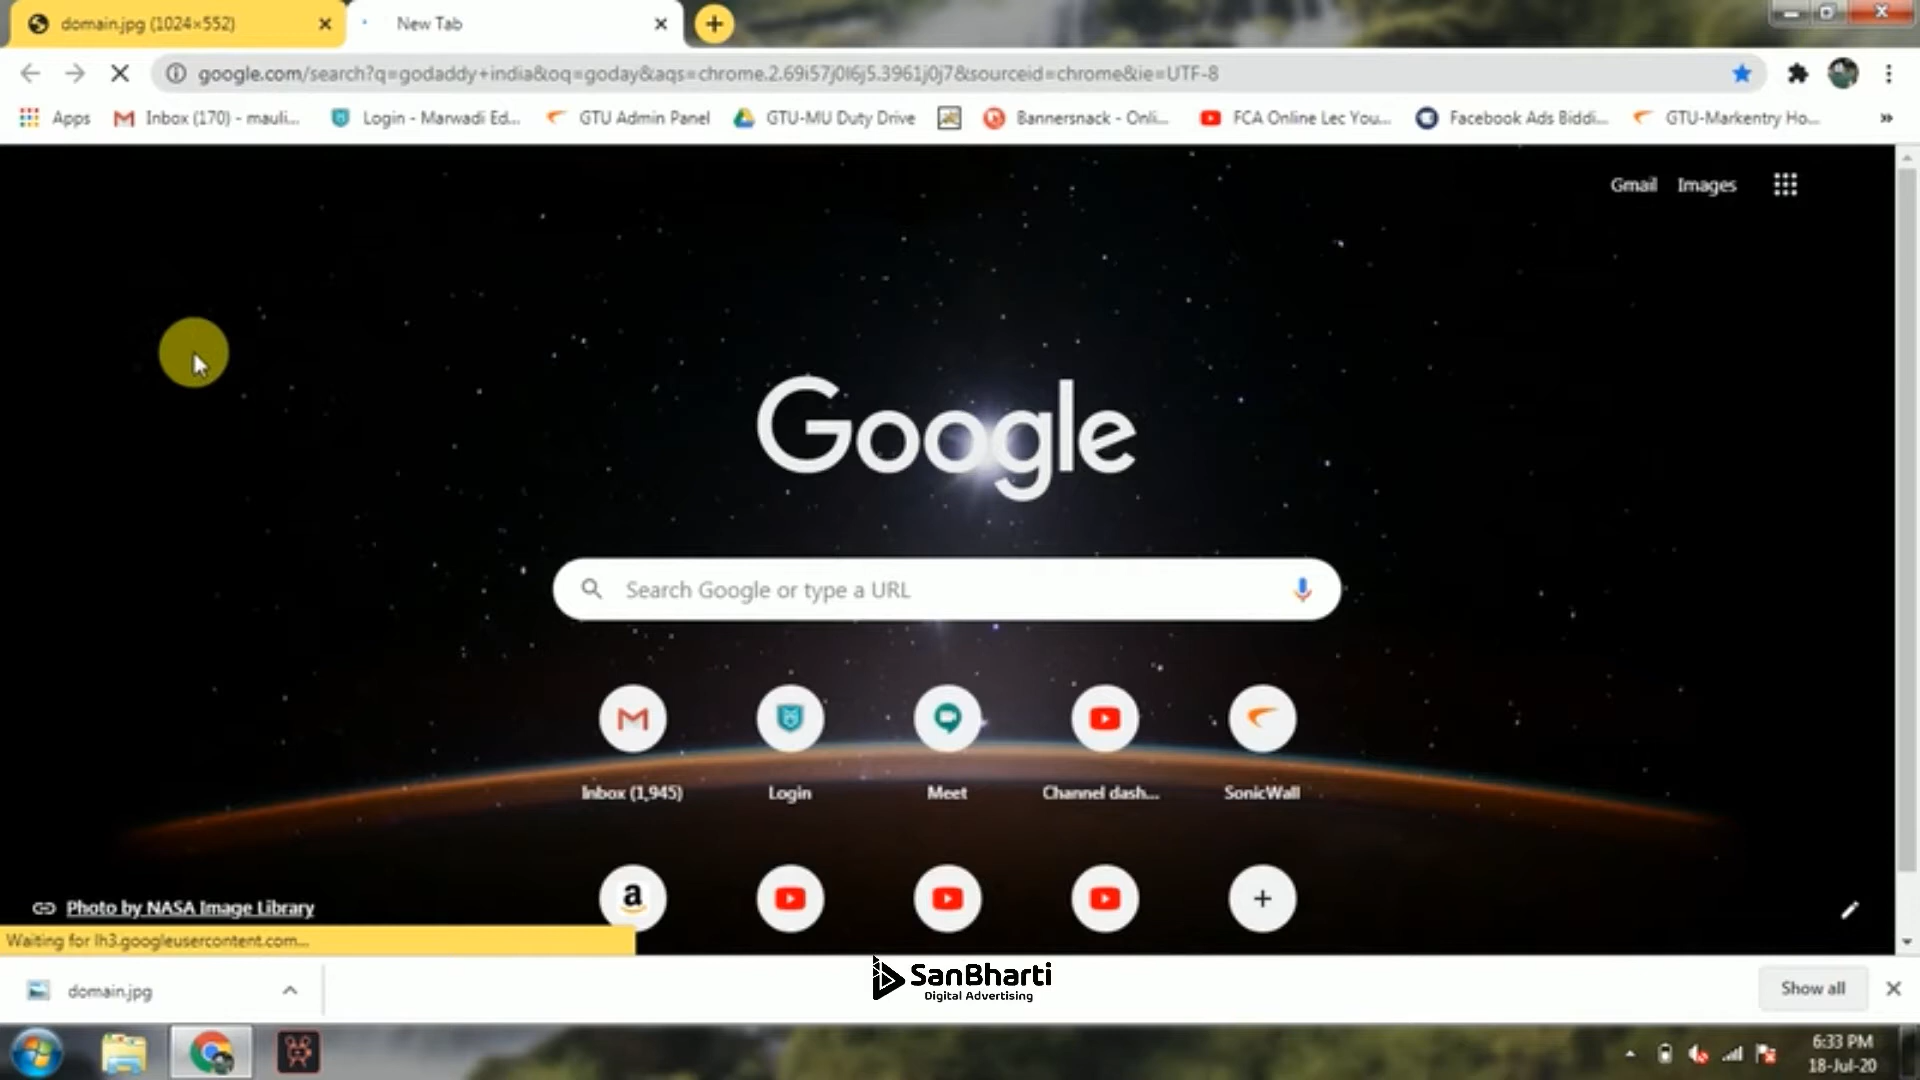 domain.jpg (1024×552)
New Tab
google.com/search?q=godaddy+india&oq=goday&aqs=chrome.2.69i57j0l6j5.3961j0j7&sourceid=chrome&ie=UTF-8
Apps
Inbox (170) - mauli...
Login - Marwadi Ed...
GTU Admin Panel
GTU-MU Duty Drive
Bannersnack - Onli...
FCA Online Lec You...
Facebook Ads Biddi...
GTU-Markentry Ho...
»
Gmail
Images
Google
Search Google or type a URL
Inbox (1,945)
Login
Meet
Channel dash...
SonicWall
a
Photo by NASA Image Library
Waiting for lh3.googleusercontent.com...
domain.jpg
SanBharti
Digital Advertising
Show all
6:33 PM
18-Jul-20